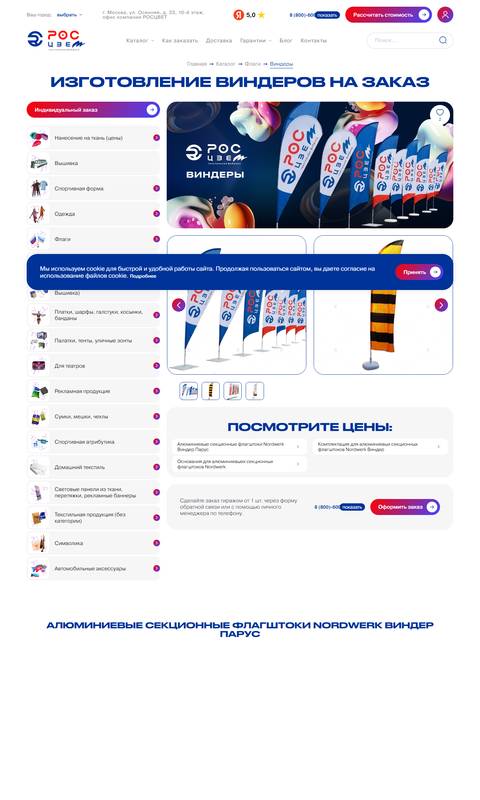 Ваш город:
выбрать
г. Москва, ул. Осенняя, д. 23, 10-й этаж,
офис компании РОСЦВЕТ
5,0
8 (800)-600
показать
Рассчитать стоимость
РОС
ЦВЕТ
Каталог
Как заказать
Доставка
Гарантии
Блог
Контакты
Поиск...
Главная → Каталог → Флаги → Виндеры
ИЗГОТОВЛЕНИЕ ВИНДЕРОВ НА ЗАКАЗ
Индивидуальный заказ
Нанесение на ткань (цены)
Вышивка
Спортивная форма
Одежда
Флаги
Вышивка)
Платки, шарфы, галстуки, косынки,
банданы
Палатки, тенты, уличные зонты
Для театров
Рекламная продукция
Сумки, мешки, чехлы
Спортивная атрибутика
Домашний текстиль
Световые панели из ткани,
перетяжки, рекламные баннеры
Текстильная продукция (без
категории)
Символика
Автомобильные аксессуары
РОС
ЦВЕТ
ВИНДЕРЫ
Мы используем cookie для быстрой и удобной работы сайта. Продолжая пользоваться сайтом, вы даете согласие на
использование файлов cookie. Подробнее
Принять
ПОСМОТРИТЕ ЦЕНЫ:
Алюминиевые секционные флагштоки Nordwerk
Виндер Парус
Комплектация для алюминиевых секционных
флагштоков Nordwerk Виндер
Основания для алюминиевых секционных
флагштоков Nordwerk
Сделайте заказ тиражом от 1 шт. через форму
обратной связи или с помощью личного
менеджера по телефону.
8 (800)-600
показать
Оформить заказ
АЛЮМИНИЕВЫЕ СЕКЦИОННЫЕ ФЛАГШТОКИ NORDWERK ВИНДЕР
ПАРУС